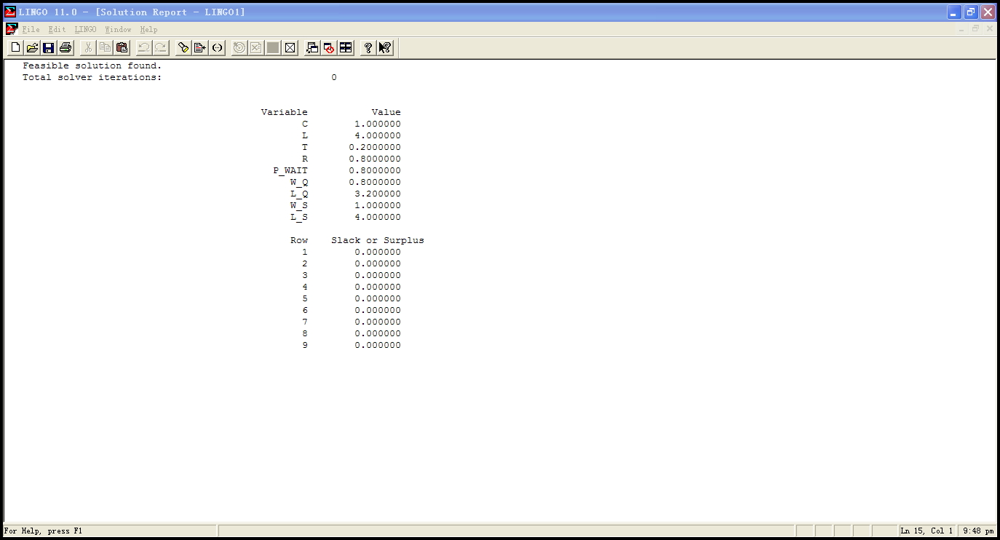 LINGO 11.0 - [Solution Report - LINGO1]
File Edit LINGO Window Help
Feasible solution found.
Total solver iterations: 0
Variable Value
C 1.000000
L 4.000000
T 0.2000000
R 0.8000000
P_WAIT 0.8000000
W_Q 0.8000000
L_Q 3.200000
W_S 1.000000
L_S 4.000000
Row Slack or Surplus
1 0.000000
2 0.000000
3 0.000000
4 0.000000
5 0.000000
6 0.000000
7 0.000000
8 0.000000
9 0.000000
For Help, press F1 Ln 15, Col 1 9:48 pm